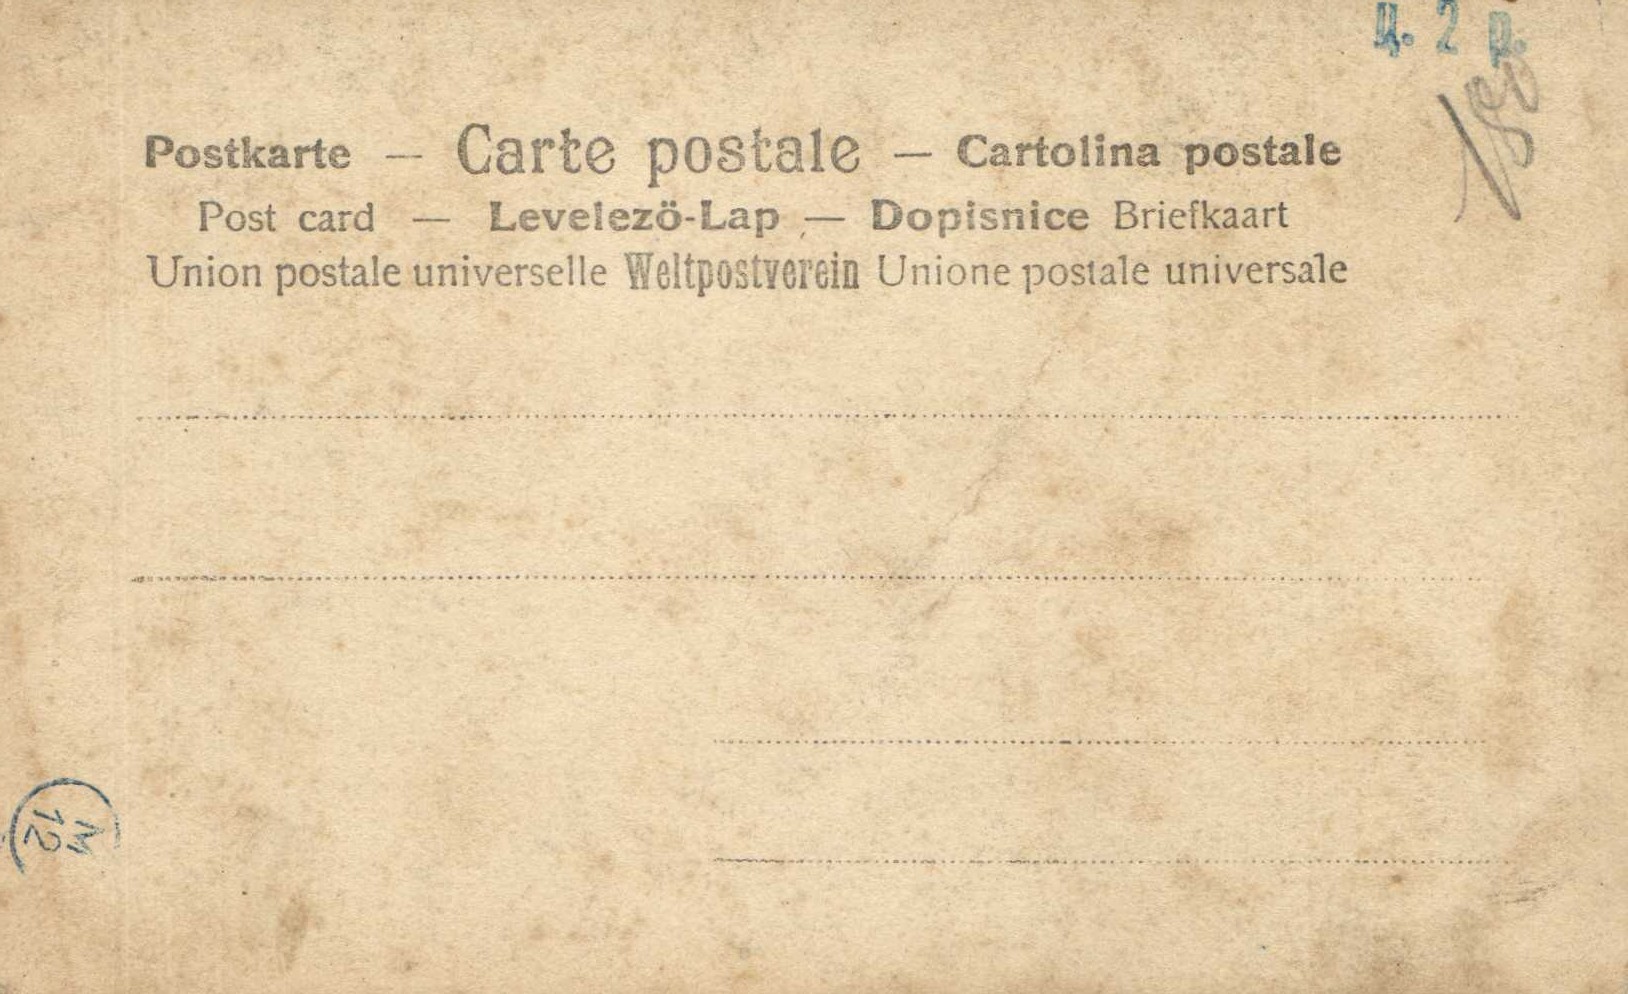 ц. 2 р.
Postkarte — Carte postale — Cartolina postale
Post card — Levelezö-Lap — Dopisnice Briefkaart
Union postale universelle Weltpostverein Unione postale universale
M
12